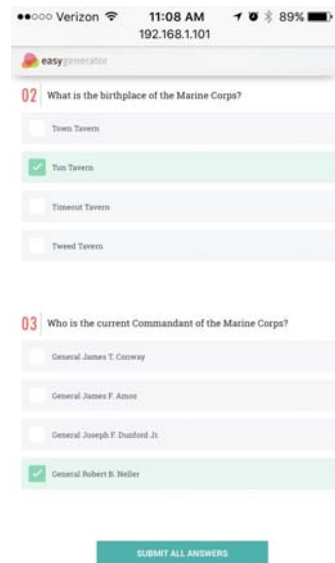 Verizon 11:08 AM 89%
192.168.1.101
easygenerator
02 What is the birthplace of the Marine Corps?
Town Tavern
Tun Tavern
Timeout Tavern
Tweed Tavern
03 Who is the current Commandant of the Marine Corps?
General James T. Conway
General James F. Amos
General Joseph F. Dunford Jr.
General Robert B. Neller
SUBMIT ALL ANSWERS